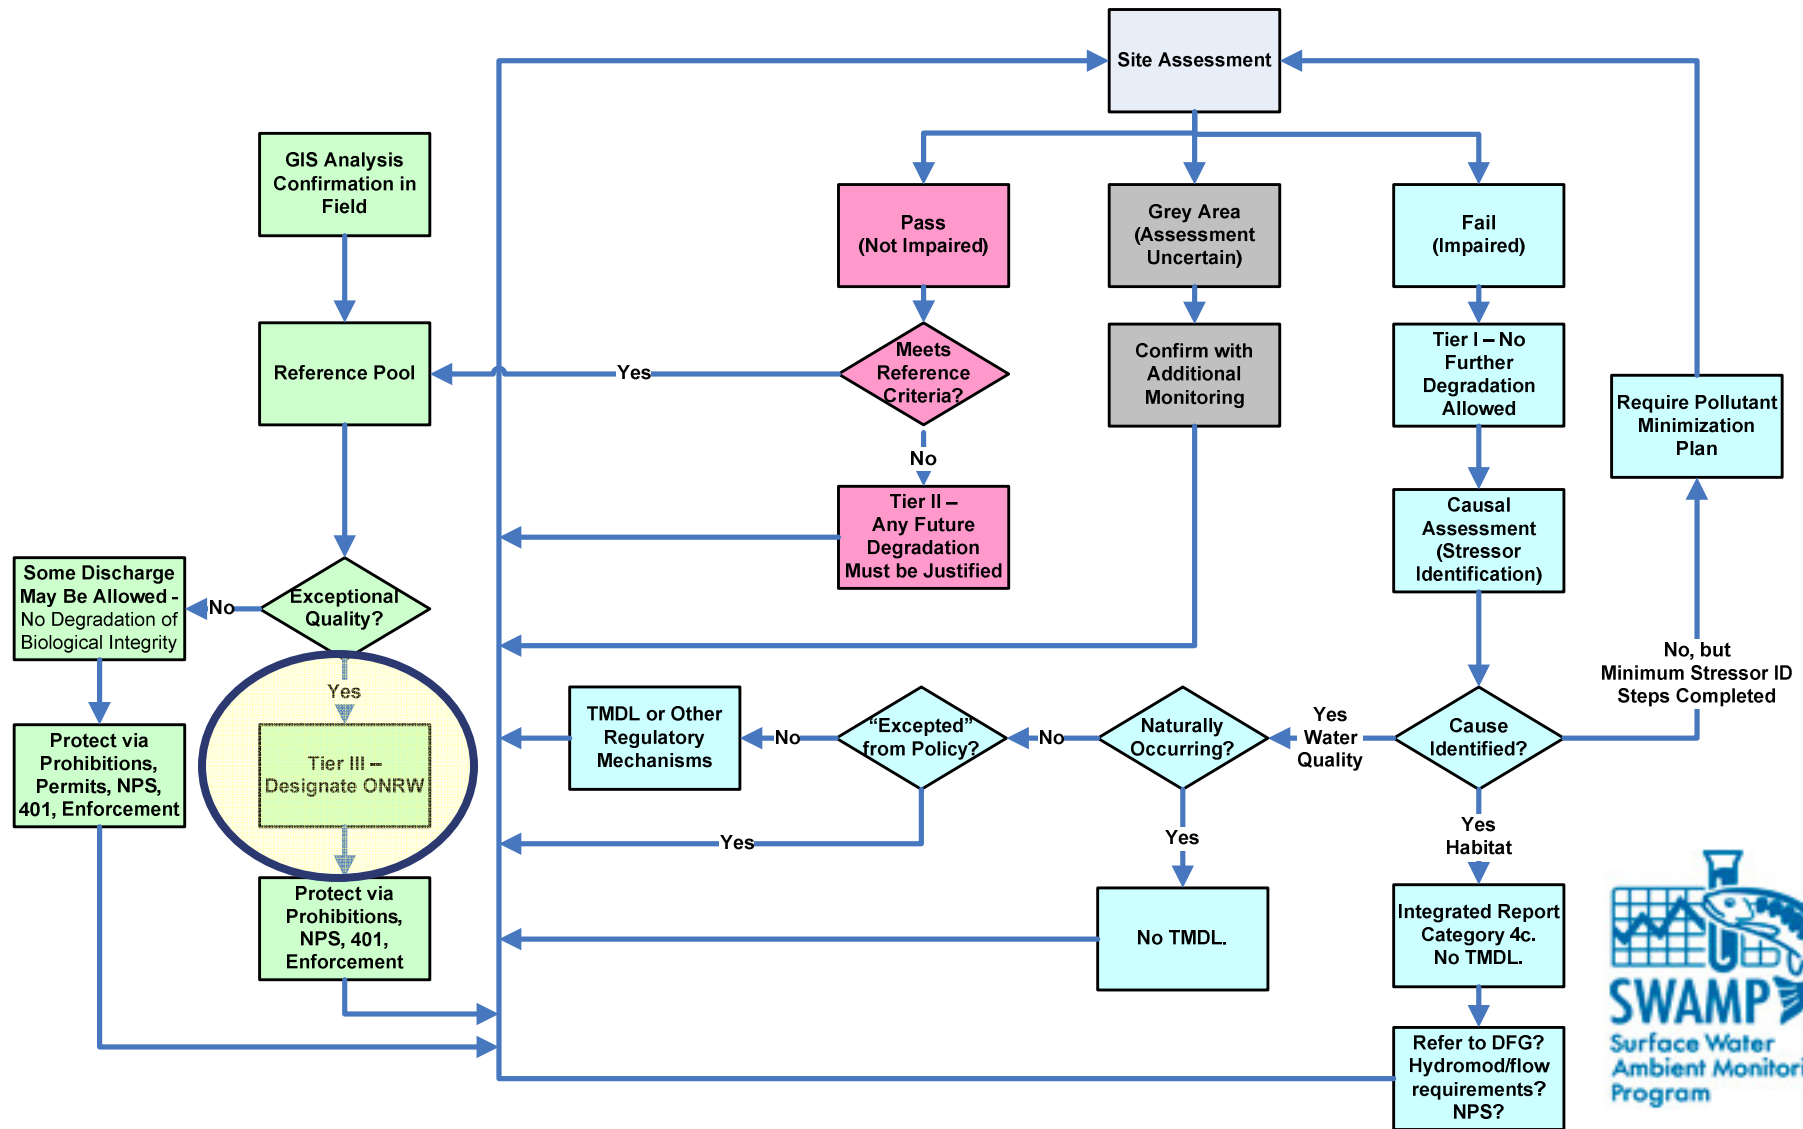 Site Assessment
GIS Analysis
Confirmation in
Field
Pass
(Not Impaired)
Grey Area
(Assessment
Uncertain)
Fail
(Impaired)
Reference Pool
Yes
Meets
Reference
Criteria?
Confirm with
Additional
Monitoring
Tier I – No
Further
Degradation
Allowed
Require Pollutant
Minimization
Plan
No
Tier II –
Any Future
Degradation
Must be Justified
Causal
Assessment
(Stressor
Identification)
Some Discharge
May Be Allowed -
No Degradation of
Biological Integrity
No
Exceptional
Quality?
No, but
Minimum Stressor ID
Steps Completed
Yes
Tier III –
Designate ONRW
Protect via
Prohibitions,
Permits, NPS,
401, Enforcement
TMDL or Other
Regulatory
Mechanisms
No
“Excepted”
from Policy?
No
Naturally
Occurring?
Yes
Water
Quality
Cause
Identified?
Yes
Yes
Yes
Habitat
Protect via
Prohibitions,
NPS, 401,
Enforcement
No TMDL.
Integrated Report
Category 4c.
No TMDL.
Refer to DFG?
Hydromod/flow
requirements?
NPS?
SWAMP
Surface Water
Ambient Monitori
Program